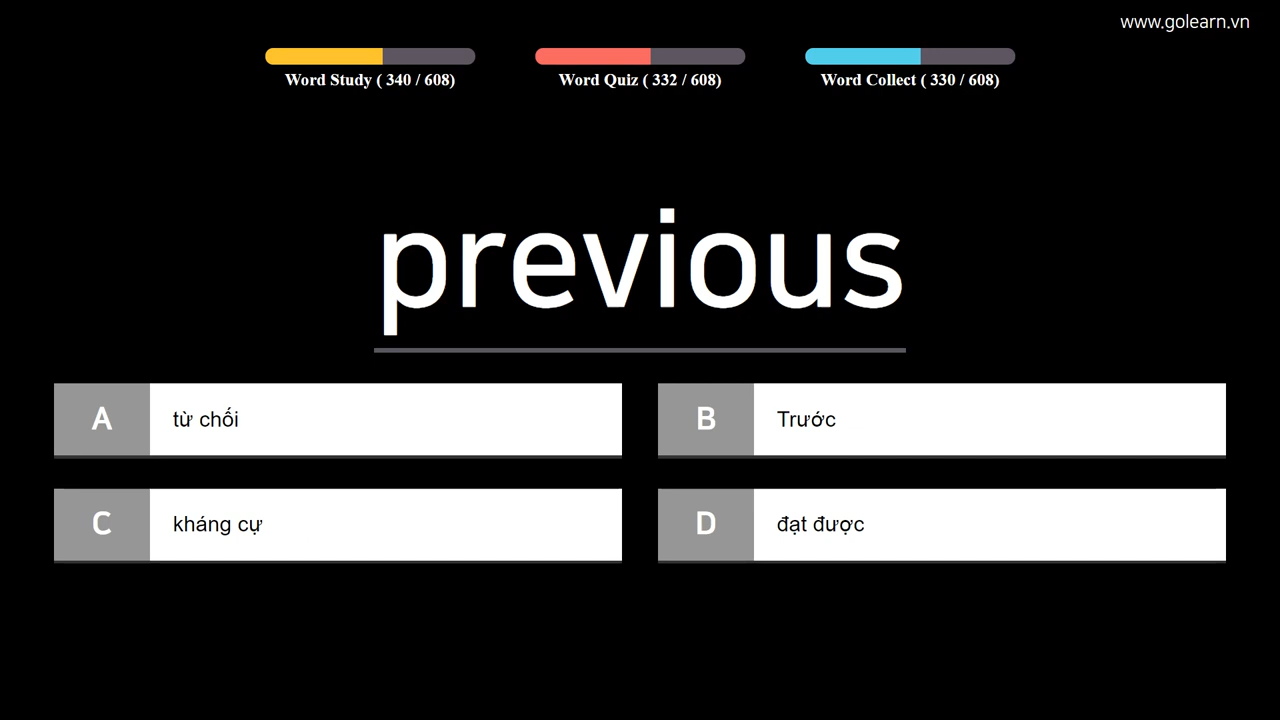 www.golearn.vn
Word Study ( 340 / 608)
Word Quiz ( 332 / 608)
Word Collect ( 330 / 608)
previous
A từ chối
B Trước
C kháng cự
D đạt được